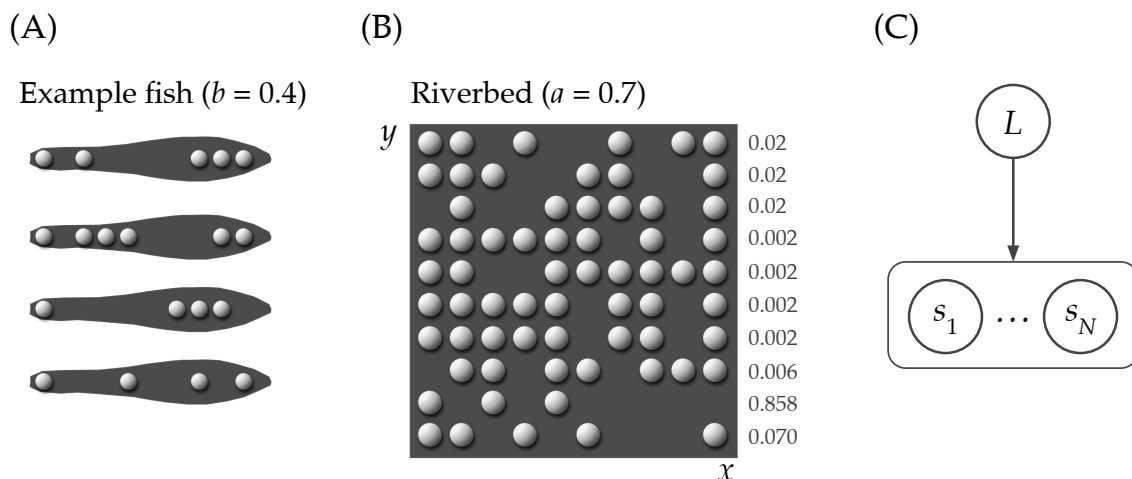 (A)
Example fish (b = 0.4)
(B)
Riverbed (a = 0.7)
y
0.02
0.02
0.02
0.002
0.002
0.002
0.002
0.006
0.858
0.070
x
(C)
L
s1 ... sN